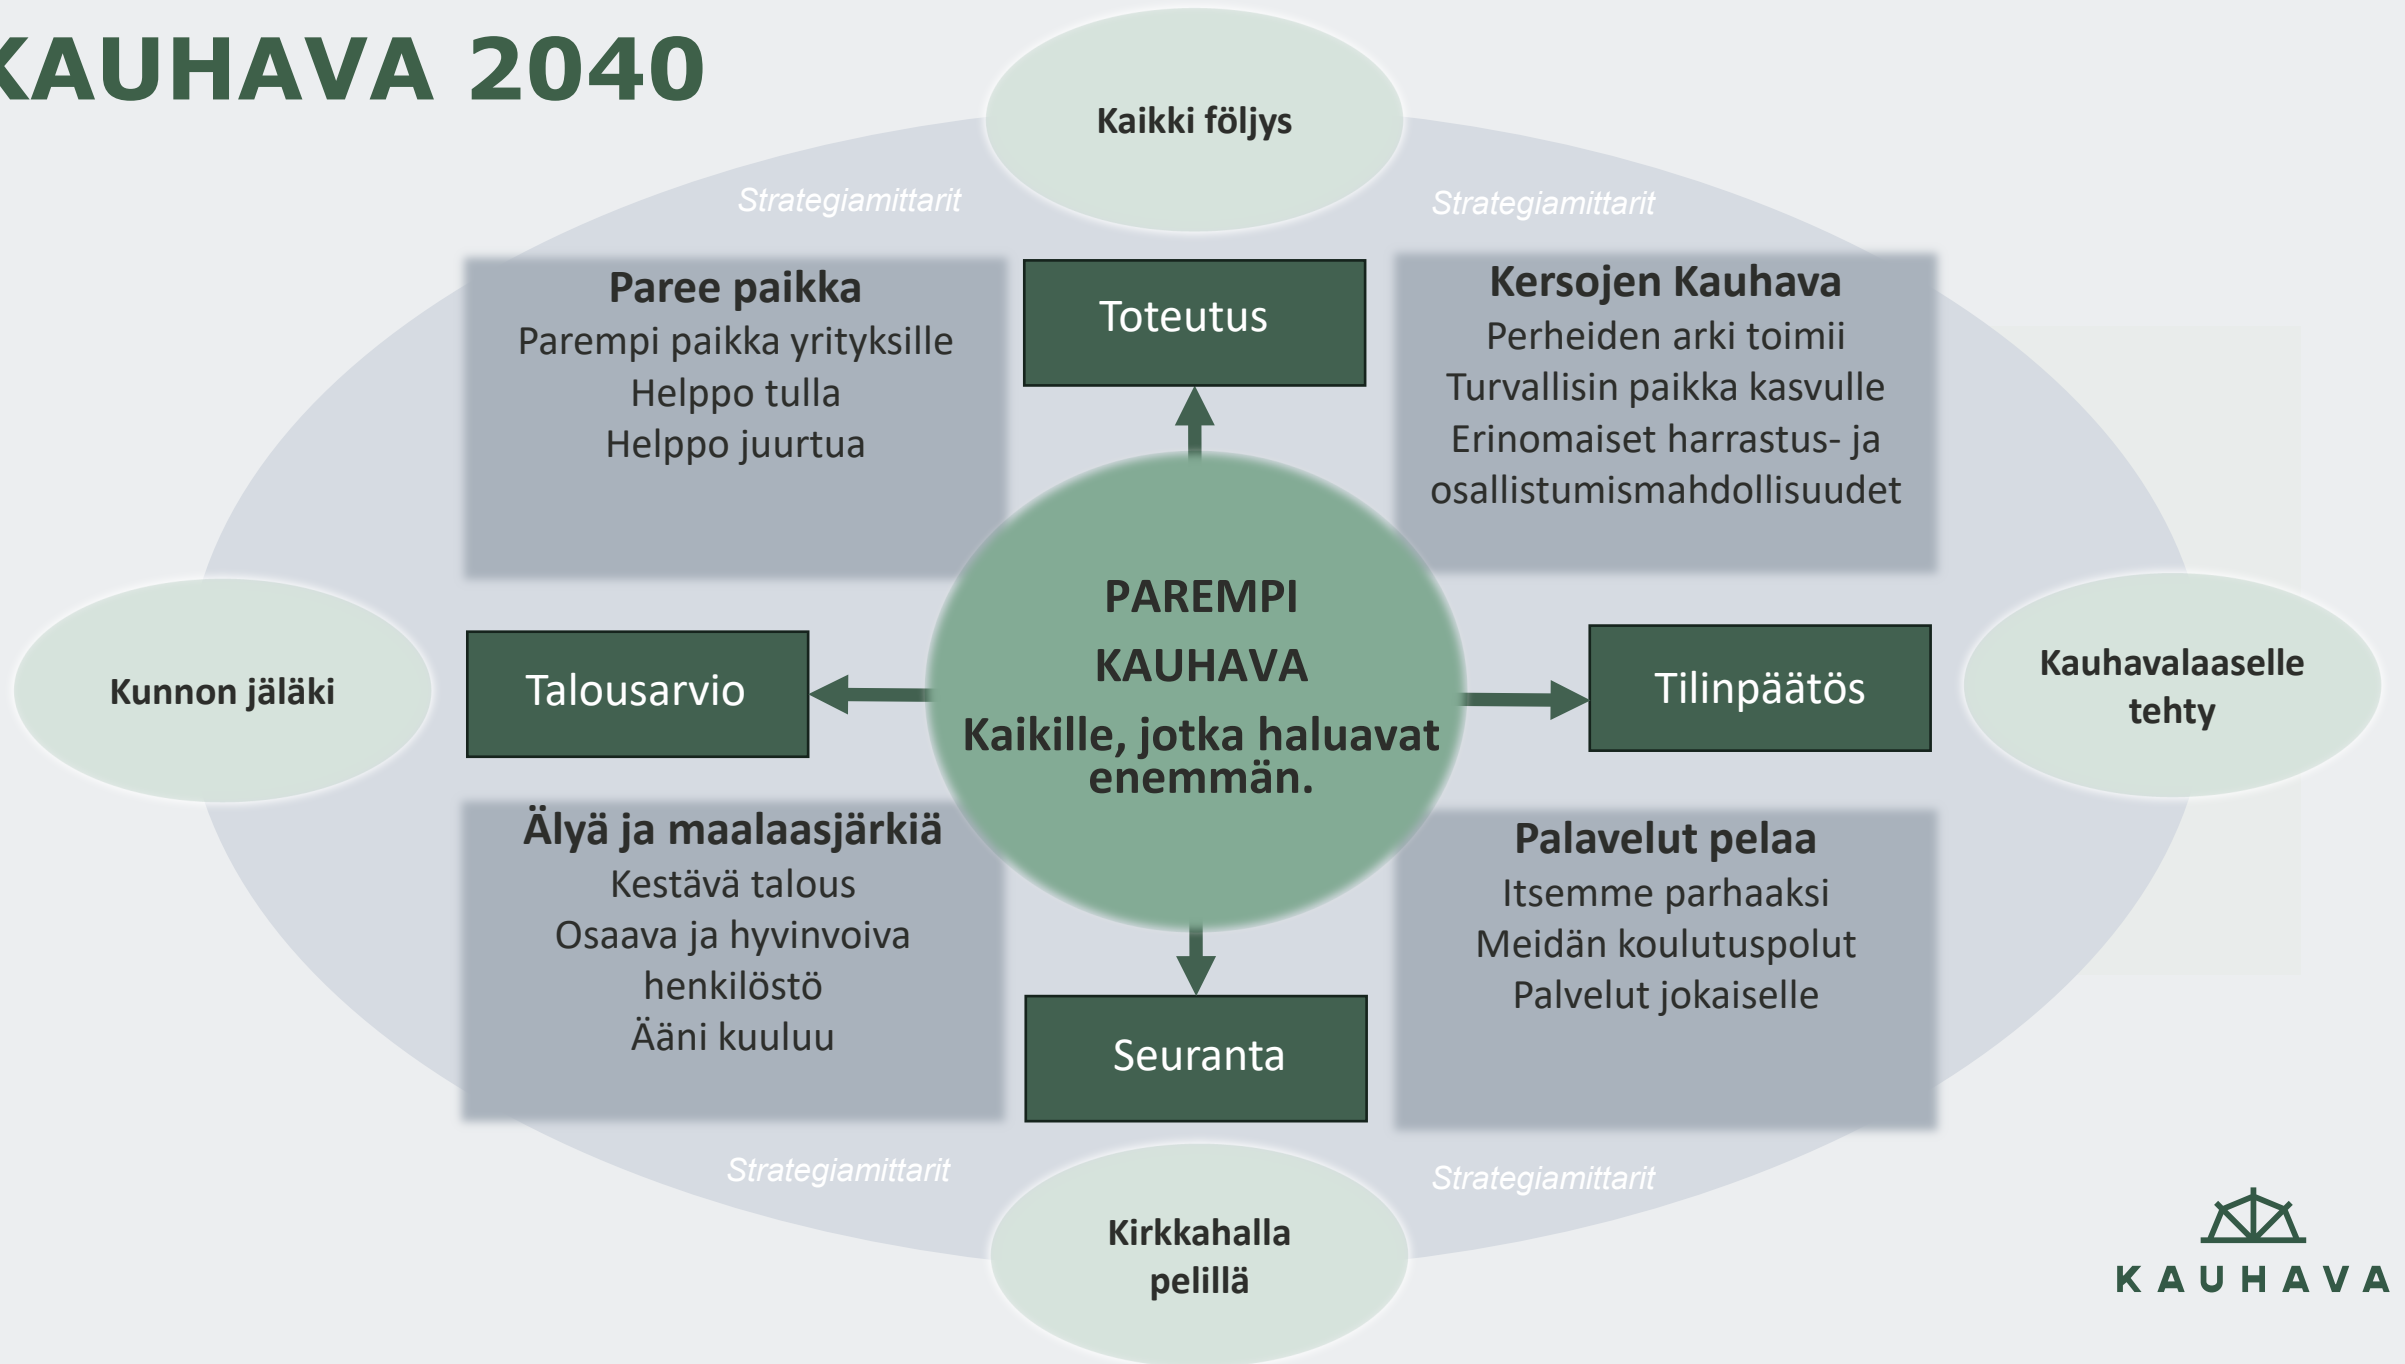 KAUHAVA 2040
Kaikki följys
Strategiamittarit
Strategiamittarit
Paree paikka
Parempi paikka yrityksille
Helppo tulla
Helppo juurtua
Toteutus
Kersojen Kauhava
Perheiden arki toimii
Turvallisin paikka kasvulle
Erinomaiset harrastus- ja
osallistumismahdollisuudet
Kunnon jäläki
Talousarvio
PAREMPI
KAUHAVA
Kaikille, jotka haluavat
enemmän.
Tilinpäätös
Kauhavalaaselle
tehty
Älyä ja maalaasjärkiä
Kestävä talous
Osaava ja hyvinvoiva
henkilöstö
Ääni kuuluu
Seuranta
Palavelut pelaa
Itsemme parhaaksi
Meidän koulutuspolut
Palvelut jokaiselle
Strategiamittarit
Strategiamittarit
Kirkkahalla
pelillä
KAUHAVA